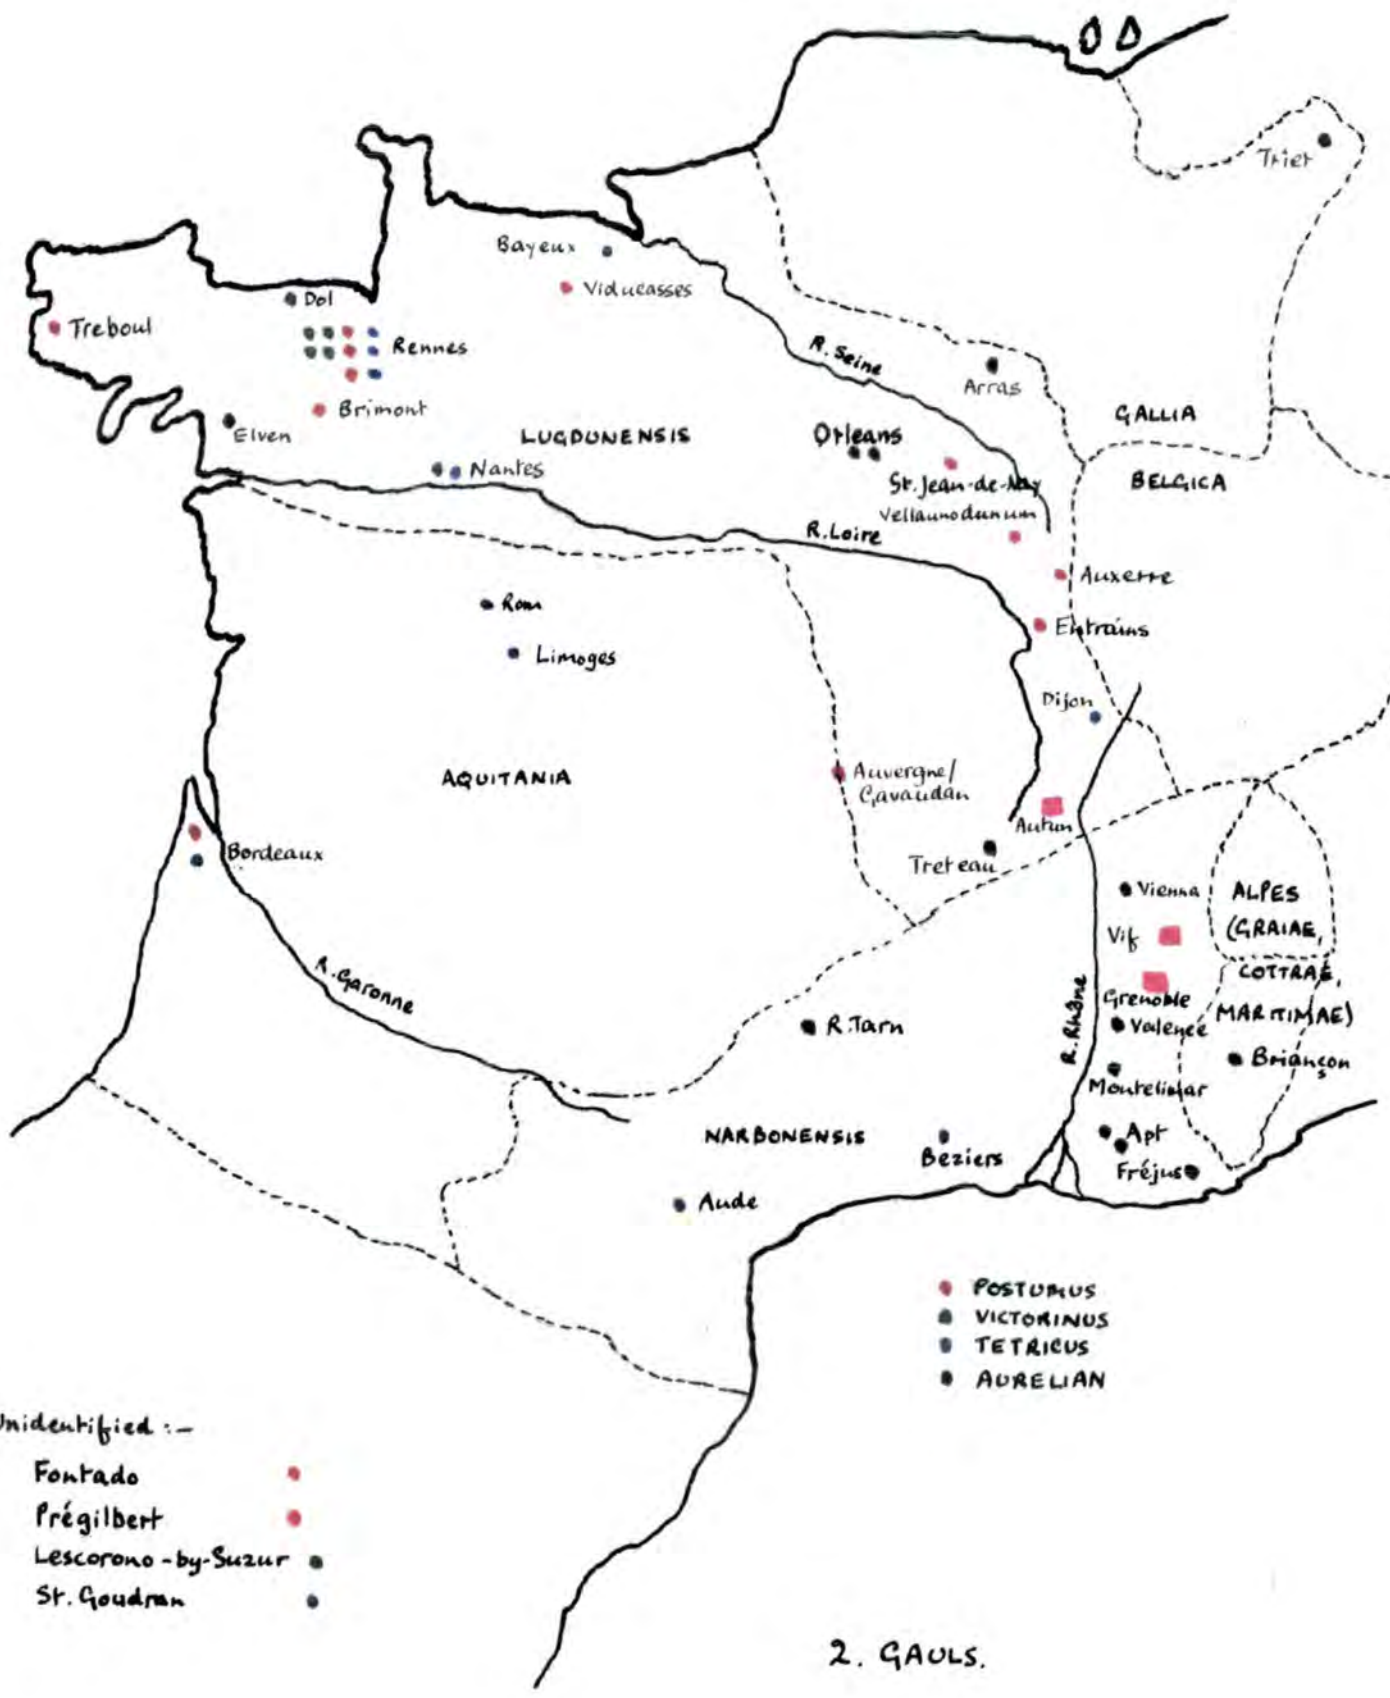 Trier
Bayeux
Viducasses
Dol
Treboul
Rennes
R. Seine
Arras
Brimont
Elven
LUGDUNENSIS
Orleans
GALLIA
BELGICA
Nantes
St. Jean-de-Nay
Vellaunodunum
R. Loire
Auxerre
Rom
Entrains
Limoges
Dijon
AQUITANIA
Auvergne/
Gavaudan
Autun
Bordeaux
Treteau
Vienna
ALPES
(GRAIAE,
COTTRAE,
MARITIMAE)
Vif
Grenoble
R. Garonne
R. Tarn
R. Rhône
Valence
Briançon
Montelimar
NARBONENSIS
Beziers
Apt
Fréjus
Aude
POSTUMUS
VICTORINUS
TETRICUS
AURELIAN
Unidentified :-
Fontado
Prégilbert
Lescorono-by-Suzur
St. Goudran
2. GAULS.